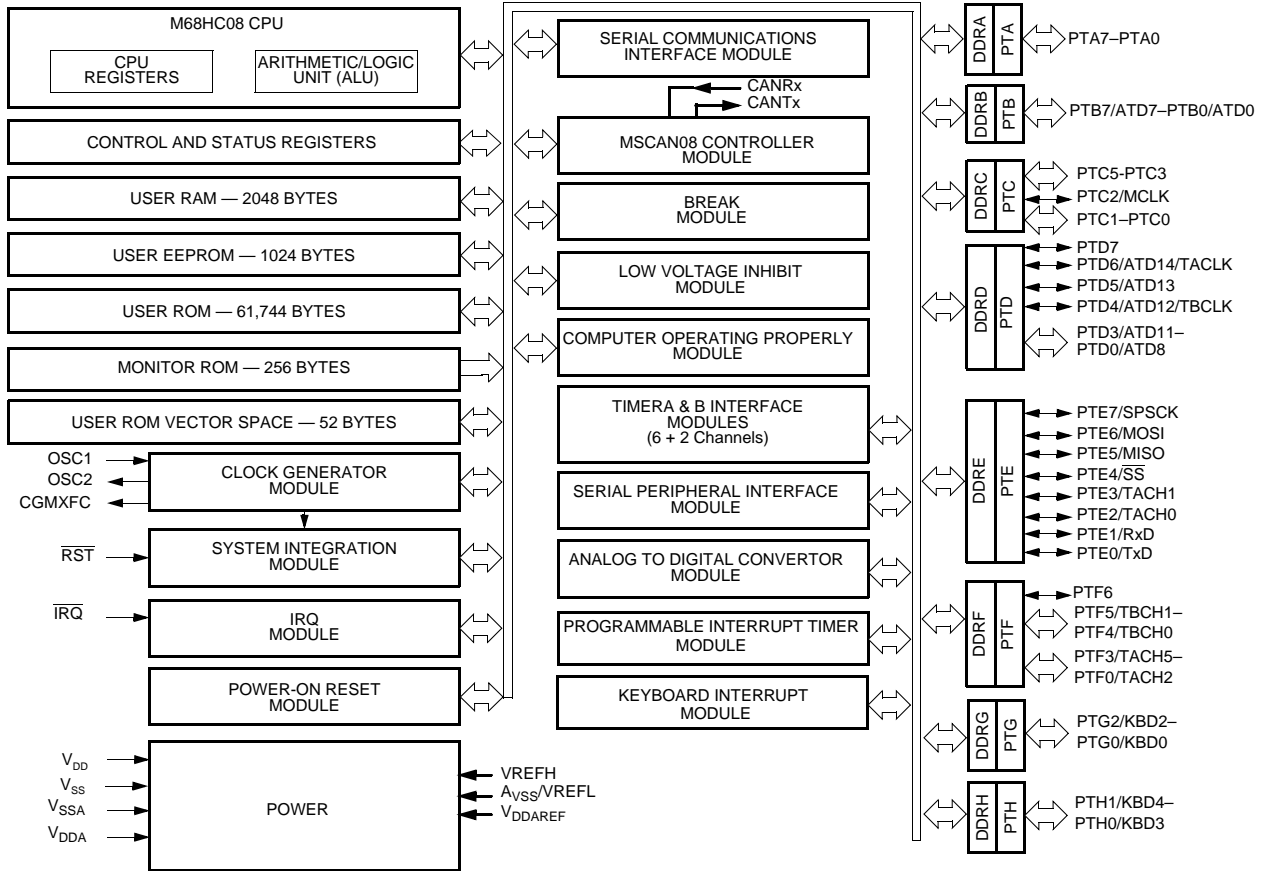 M68HC08 CPU
CPU
REGISTERS
ARITHMETIC/LOGIC
UNIT (ALU)
CONTROL AND STATUS REGISTERS
USER RAM — 2048 BYTES
USER EEPROM — 1024 BYTES
USER ROM — 61,744 BYTES
MONITOR ROM — 256 BYTES
USER ROM VECTOR SPACE — 52 BYTES
OSC1
OSC2
CGMXFC
CLOCK GENERATOR
MODULE
RST
SYSTEM INTEGRATION
MODULE
IRQ
IRQ
MODULE
POWER-ON RESET
MODULE
VDD
VSS
VSSA
VDDA
POWER
VREFH
AVSS/VREFL
VDDAREF
SERIAL COMMUNICATIONS
INTERFACE MODULE
CANRx
CANTx
MSCAN08 CONTROLLER
MODULE
BREAK
MODULE
LOW VOLTAGE INHIBIT
MODULE
COMPUTER OPERATING PROPERLY
MODULE
TIMERA & B INTERFACE
MODULES
(6 + 2 Channels)
SERIAL PERIPHERAL INTERFACE
MODULE
ANALOG TO DIGITAL CONVERTOR
MODULE
PROGRAMMABLE INTERRUPT TIMER
MODULE
KEYBOARD INTERRUPT
MODULE
DDRA
PTA
PTA7–PTA0
DDRB
PTB
PTB7/ATD7–PTB0/ATD0
DDRC
PTC
PTC5-PTC3
PTC2/MCLK
PTC1–PTC0
DDRD
PTD
PTD7
PTD6/ATD14/TACLK
PTD5/ATD13
PTD4/ATD12/TBCLK
PTD3/ATD11–
PTD0/ATD8
DDRE
PTE
PTE7/SPSCK
PTE6/MOSI
PTE5/MISO
PTE4/SS
PTE3/TACH1
PTE2/TACH0
PTE1/RxD
PTE0/TxD
DDRF
PTF
PTF6
PTF5/TBCH1–
PTF4/TBCH0
PTF3/TACH5–
PTF0/TACH2
DDRG
PTG
PTG2/KBD2–
PTG0/KBD0
DDRH
PTH
PTH1/KBD4–
PTH0/KBD3